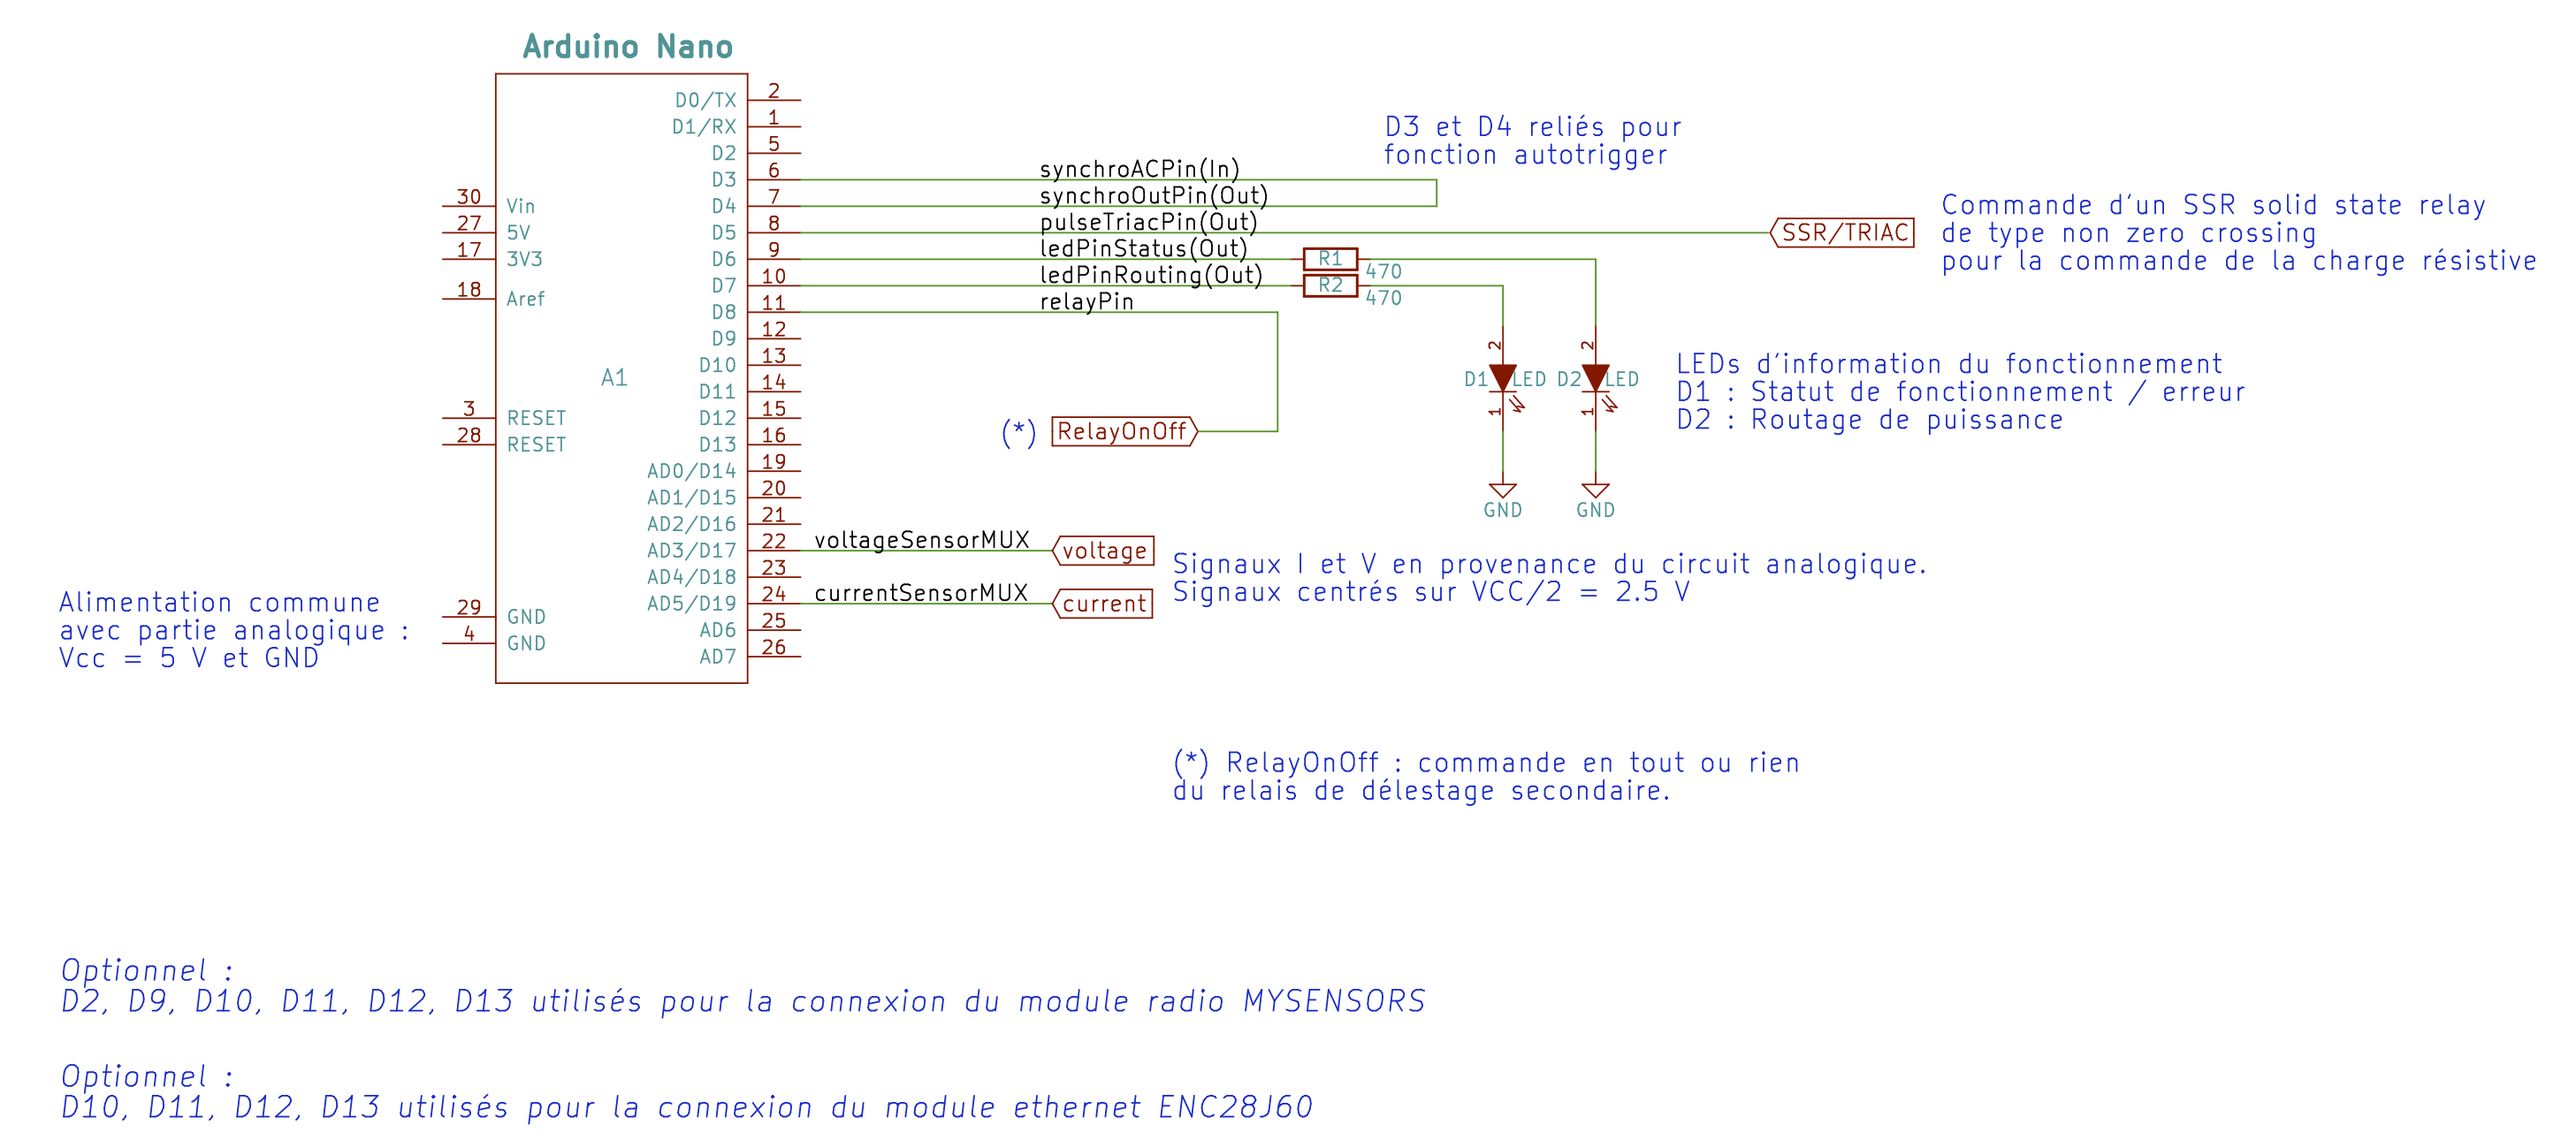 Arduino Nano
D0/TX 2
D1/RX 1
D2 5
D3 6
D4 7
D5 8
D6 9
D7 10
D8 11
D9 12
D10 13
D11 14
D12 15
D13 16
AD0/D14 19
AD1/D15 20
AD2/D16 21
AD3/D17 22
AD4/D18 23
AD5/D19 24
AD6 25
AD7 26
30 Vin
27 5V
17 3V3
18 Aref
A1
3 RESET
28 RESET
29 GND
4 GND
synchroACPin(In)
synchroOutPin(Out)
pulseTriacPin(Out)
ledPinStatus(Out)
ledPinRouting(Out)
relayPin
R1
470
R2
470
D3 et D4 reliés pour
fonction autotrigger
SSR/TRIAC
Commande d'un SSR solid state relay
de type non zero crossing
pour la commande de la charge résistive
2
D1 LED
1
GND
2
D2 LED
1
GND
LEDs d'information du fonctionnement
D1 : Statut de fonctionnement / erreur
D2 : Routage de puissance
(*) RelayOnOff
voltageSensorMUX
voltage
currentSensorMUX
current
Signaux I et V en provenance du circuit analogique.
Signaux centrés sur VCC/2 = 2.5 V
Alimentation commune
avec partie analogique :
Vcc = 5 V et GND
(*) RelayOnOff : commande en tout ou rien
du relais de délestage secondaire.
Optionnel :
D2, D9, D10, D11, D12, D13 utilisés pour la connexion du module radio MYSENSORS
Optionnel :
D10, D11, D12, D13 utilisés pour la connexion du module ethernet ENC28J60